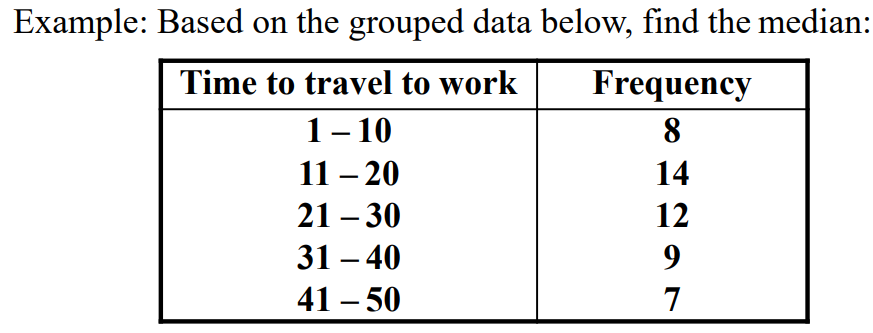 Example: Based on the grouped data below, find the median:
Time to travel to work Frequency
1 – 10 8
11 – 20 14
21 – 30 12
31 – 40 9
41 – 50 7